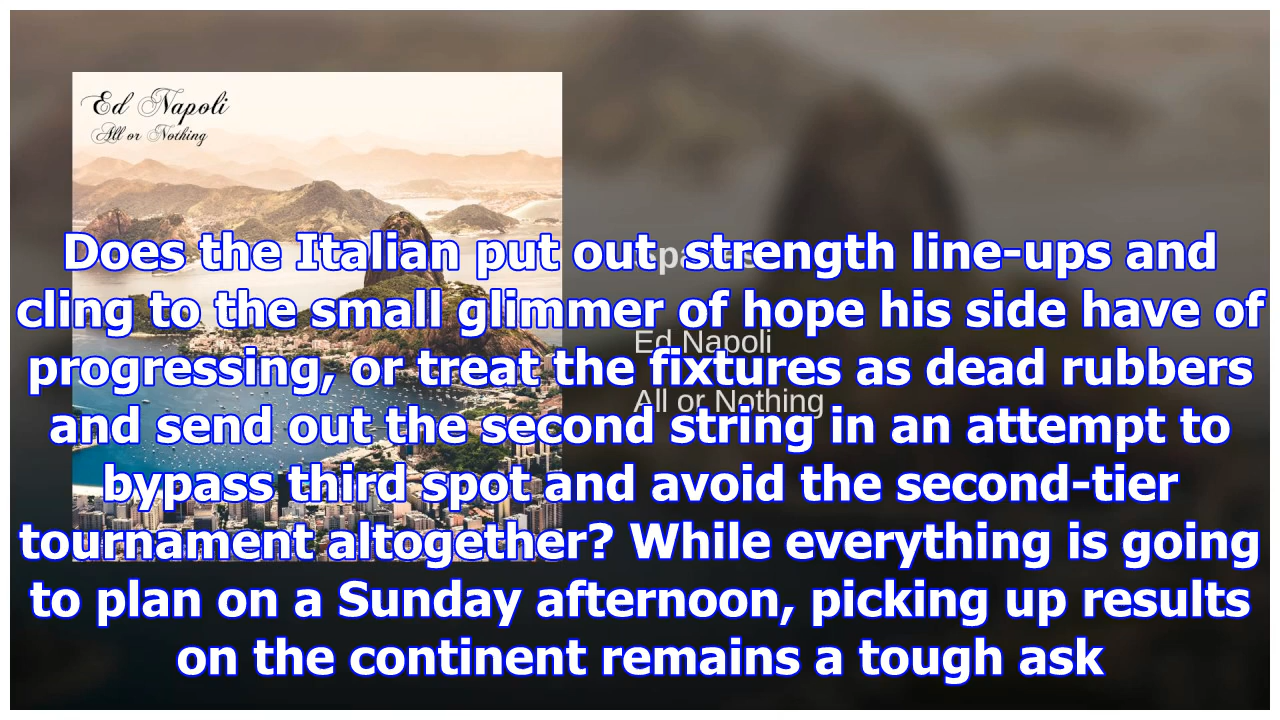 Ed Napoli
All or Nothing
Does the Italian put out strength line-ups and
cling to the small glimmer of hope his side have of
progressing, or treat the fixtures as dead rubbers
and send out the second string in an attempt to
bypass third spot and avoid the second-tier
tournament altogether? While everything is going
to plan on a Sunday afternoon, picking up results
on the continent remains a tough ask
Ed Napoli
All or Nothing